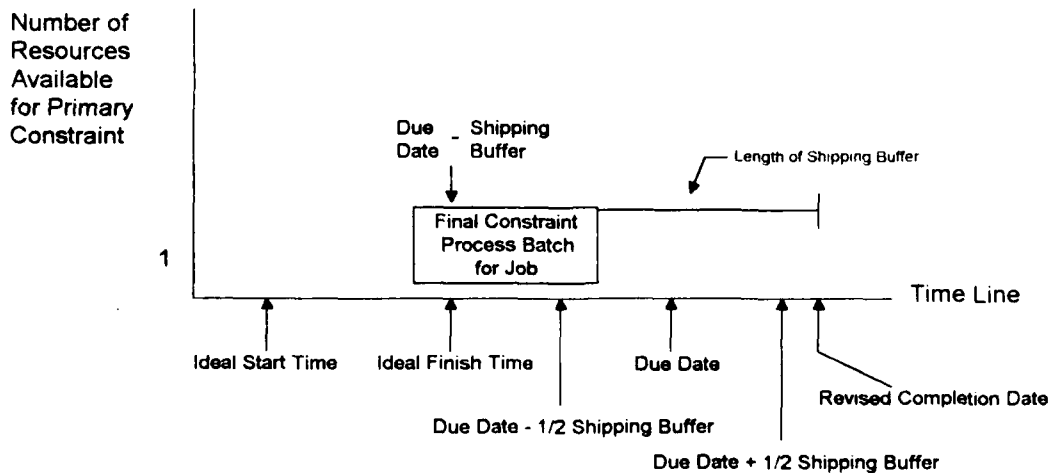 Number of
Resources
Available
for Primary
Constraint
Due Date - Shipping Buffer
Length of Shipping Buffer
Final Constraint
Process Batch
for Job
1
Time Line
Ideal Start Time
Ideal Finish Time
Due Date
Revised Completion Date
Due Date - 1/2 Shipping Buffer
Due Date + 1/2 Shipping Buffer